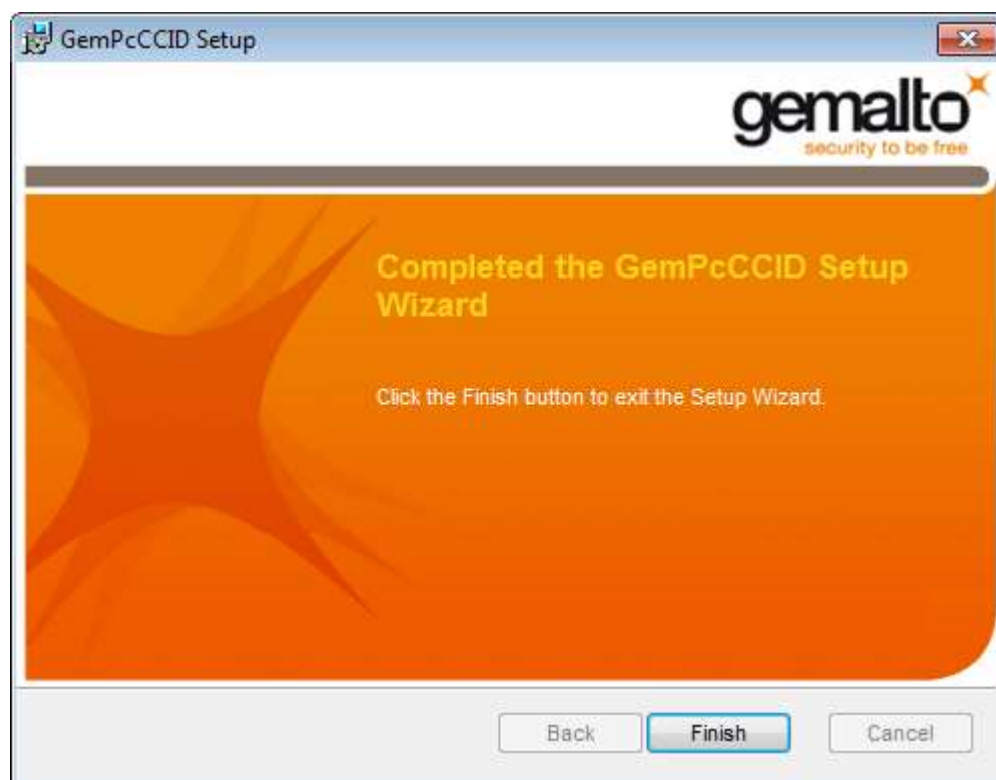 GemPcCCID Setup
gemalto
security to be free
Completed the GemPcCCID Setup
Wizard
Click the Finish button to exit the Setup Wizard.
Back Finish Cancel